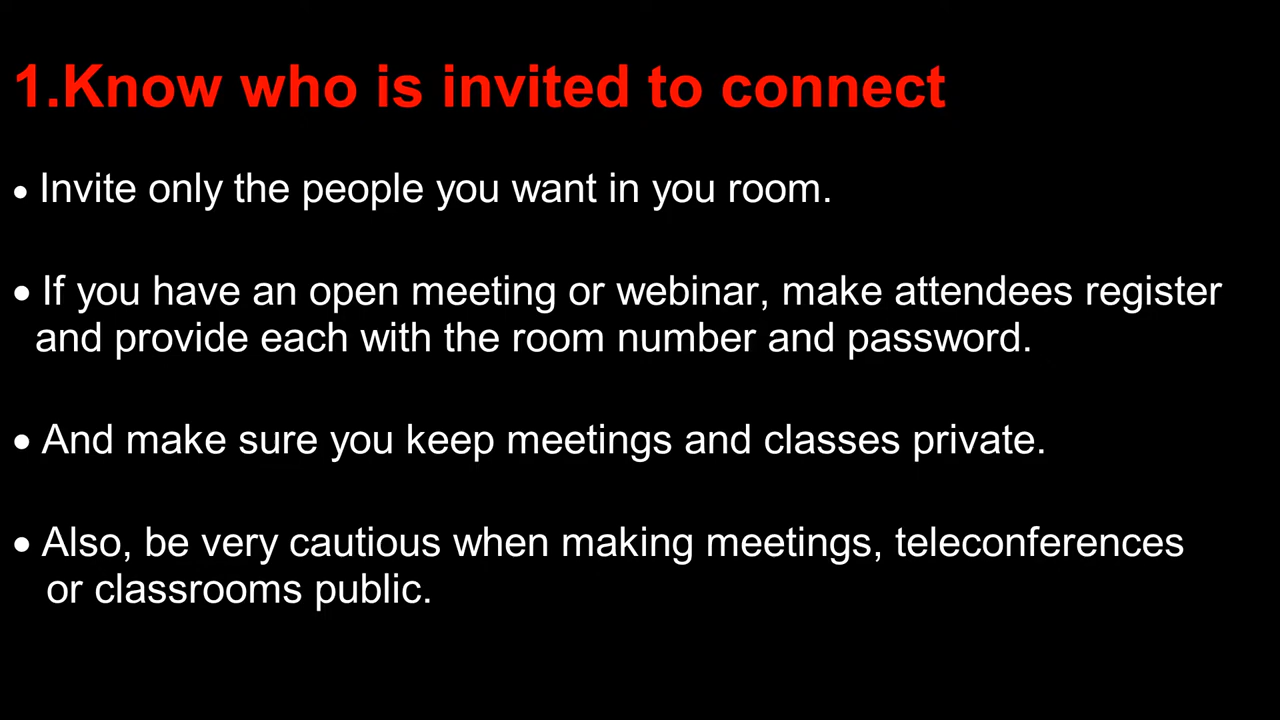 1.Know who is invited to connect
• Invite only the people you want in you room.
• If you have an open meeting or webinar, make attendees register
and provide each with the room number and password.
• And make sure you keep meetings and classes private.
• Also, be very cautious when making meetings, teleconferences
or classrooms public.